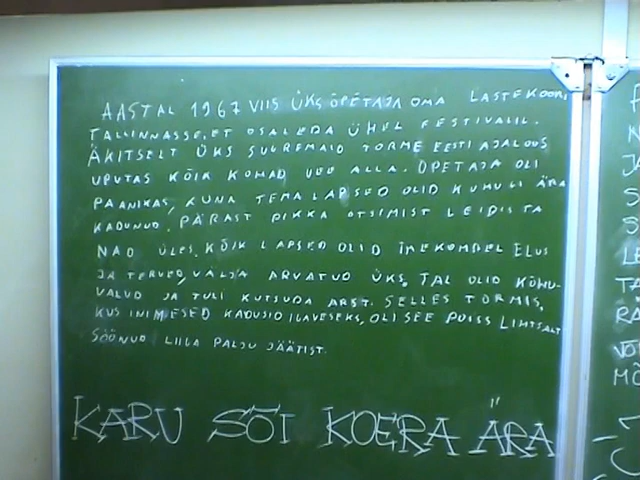 AASTAL 1967 VIIS ÜKS ÕPETAJA OMA LASTEKOORI
TALLINNASSE, ET OSALEDA ÜHEL FESTIVALIL.
ÄKITSELT ÜKS SUUREMAID TORME EESTI AJALOUS
UPUTAS KÕIK KOHAD VEE ALLA. ÕPETAJA OLI
PAANIKAS, KUNA TEMA LAPSED OLID KUHUGI ÄRA
KADUNUD. PÄRAST PIKKA OTSIMIST LEIDIS TA
NAD ÜLES. KÕIK LAPSED OLID IMEKOMBEL ELUS
JA TERVED, VÄLJA ARVATUD ÜKS. TAL OLID KÕHU-
VALUD JA TULI KUTSUDA ARST. SELLES TORMIS,
KUS INIMESED KADUSID IGAVESEKS, OLI SEE POISS LIHTSALT
SÖÖNUD LIIGA PALJU JÄÄTIST.
KARU SÕI KOERA ÄRA